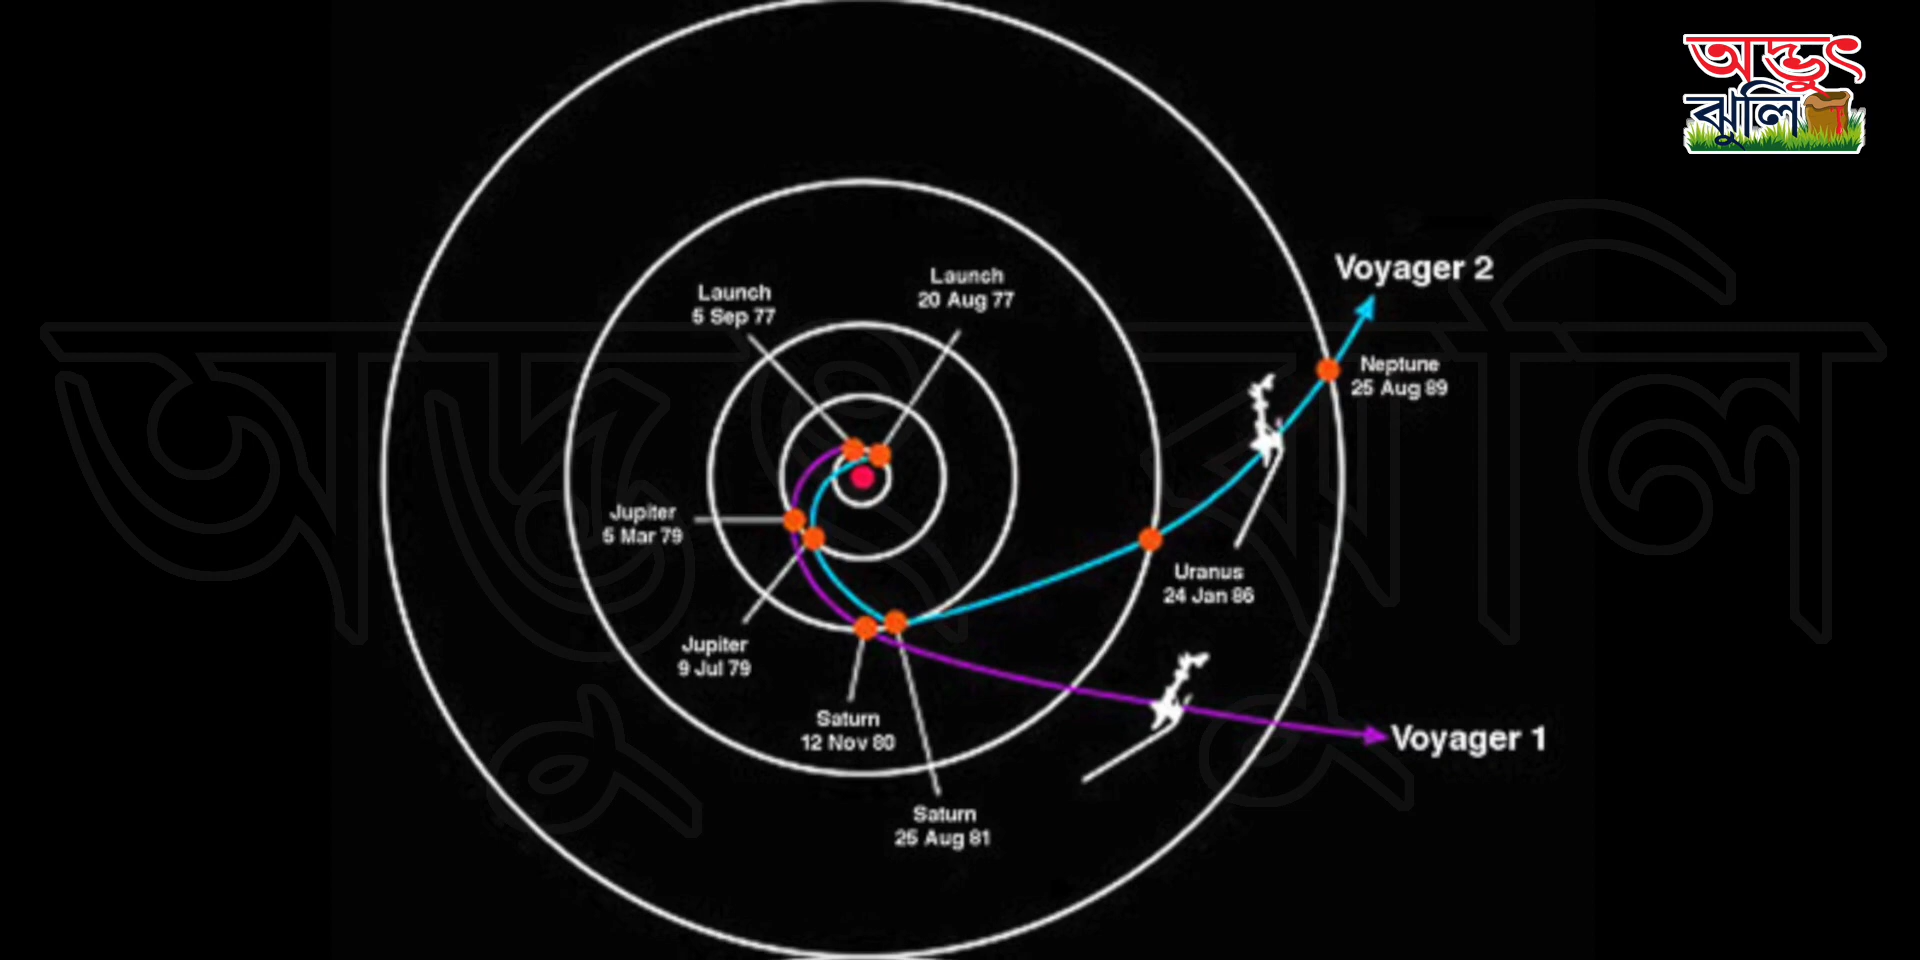 অদ্ভুৎ
ঝুলি
Launch
20 Aug 77
Launch
5 Sep 77
Voyager 2
Neptune
25 Aug 89
Jupiter
5 Mar 79
Uranus
24 Jan 86
Jupiter
9 Jul 79
Saturn
12 Nov 80
Voyager 1
Saturn
25 Aug 81
অদ্ভুৎ ঝুলি